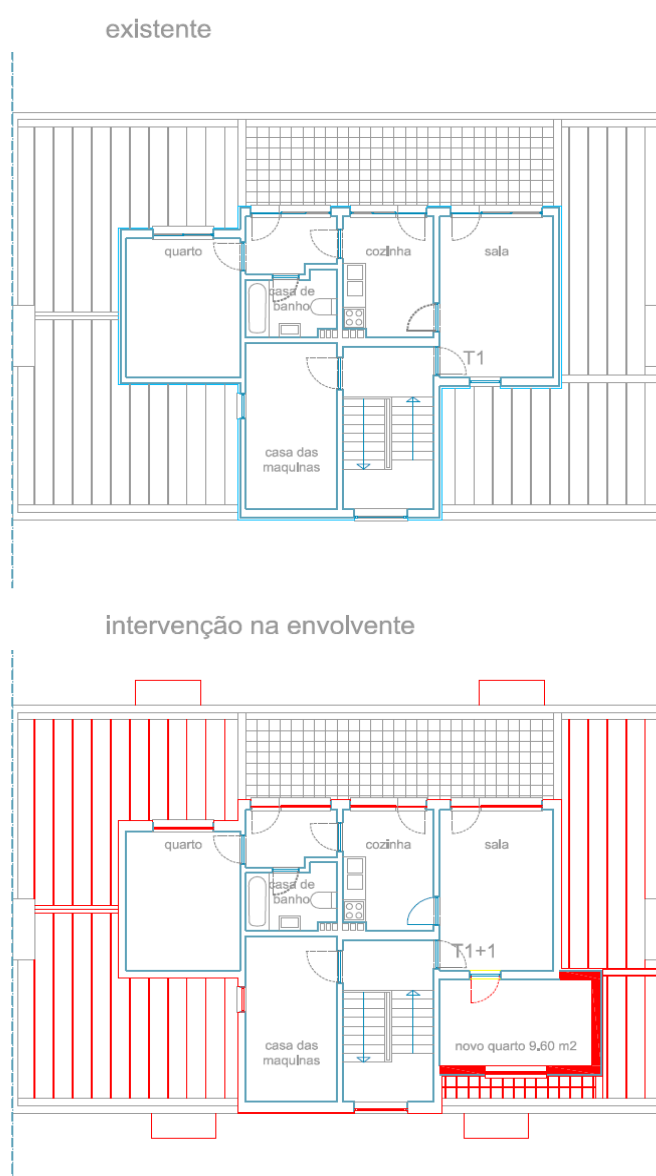 existente
quarto
cozinha
sala
casa de
banho
T1
casa das
maquinas
intervenção na envolvente
quarto
cozinha
sala
casa de
banho
T1+1
casa das
maquinas
novo quarto 9.60 m2